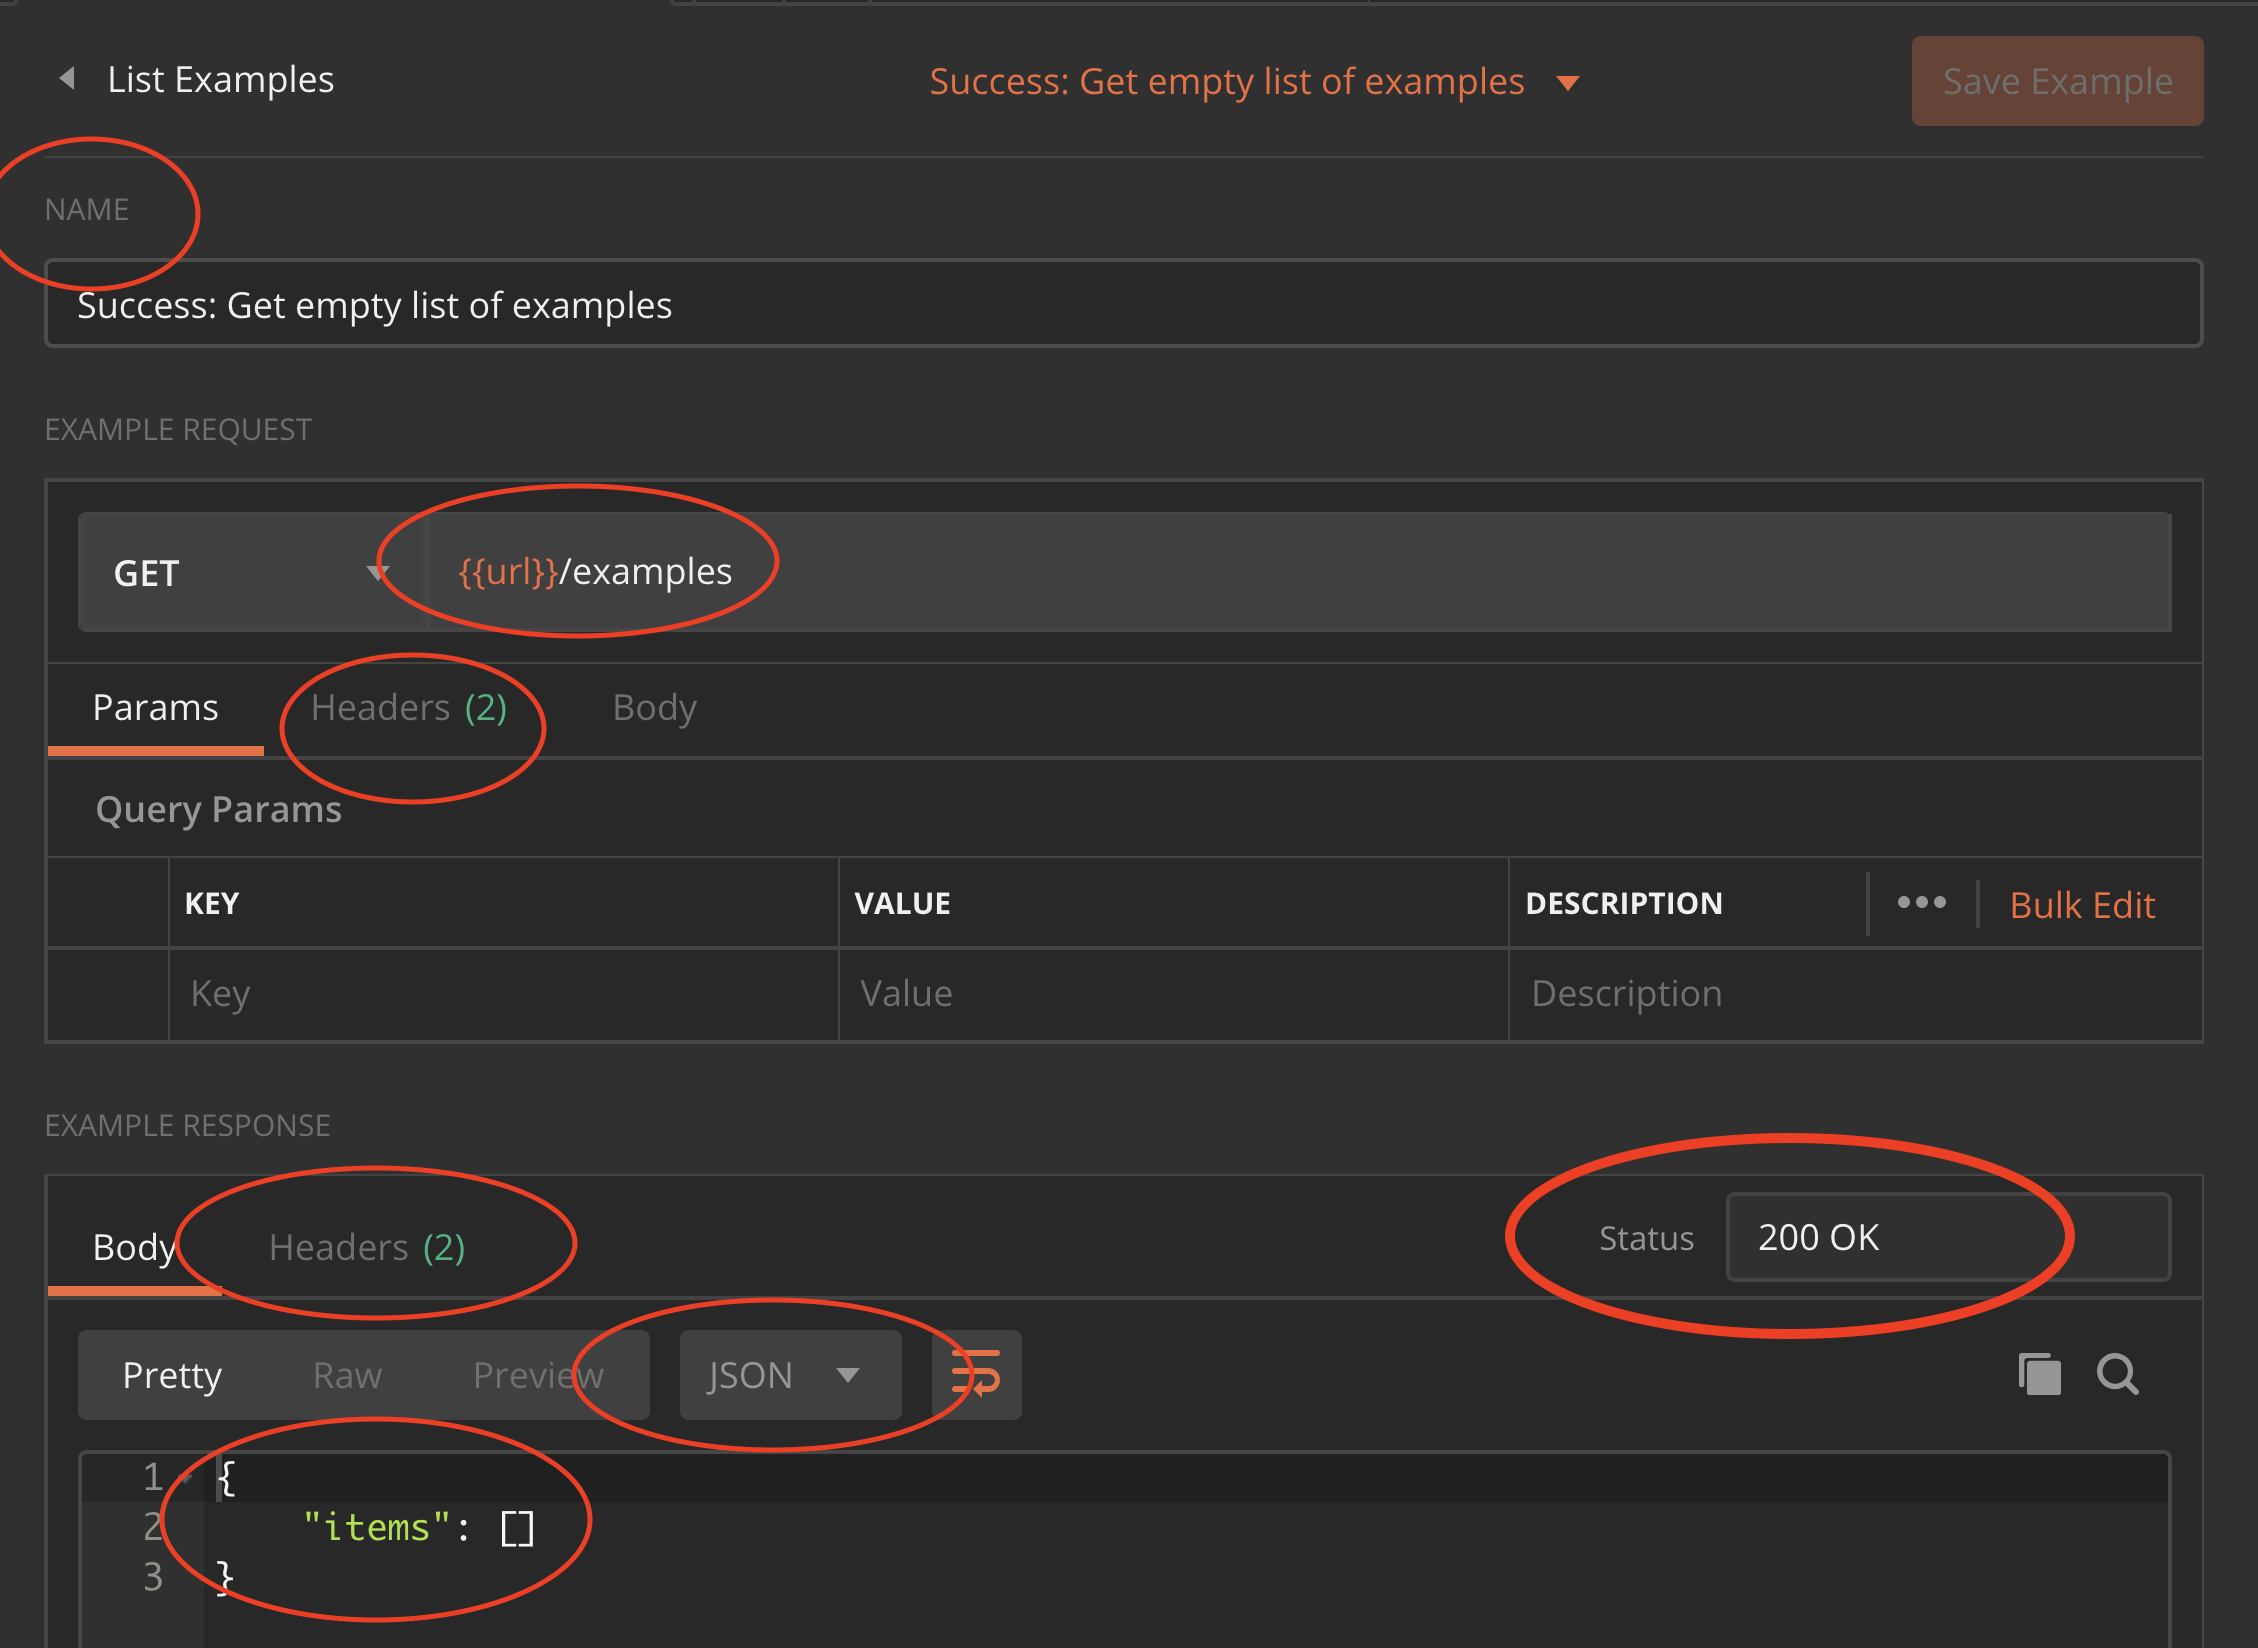 List Examples
Success: Get empty list of examples
Save Example
NAME
Success: Get empty list of examples
EXAMPLE REQUEST
GET
{{url}}/examples
Params Headers (2) Body
Query Params
KEY VALUE DESCRIPTION Bulk Edit
Key Value Description
EXAMPLE RESPONSE
Body Headers (2) Status 200 OK
Pretty Raw Preview JSON
1 {
2 "items": []
3 }